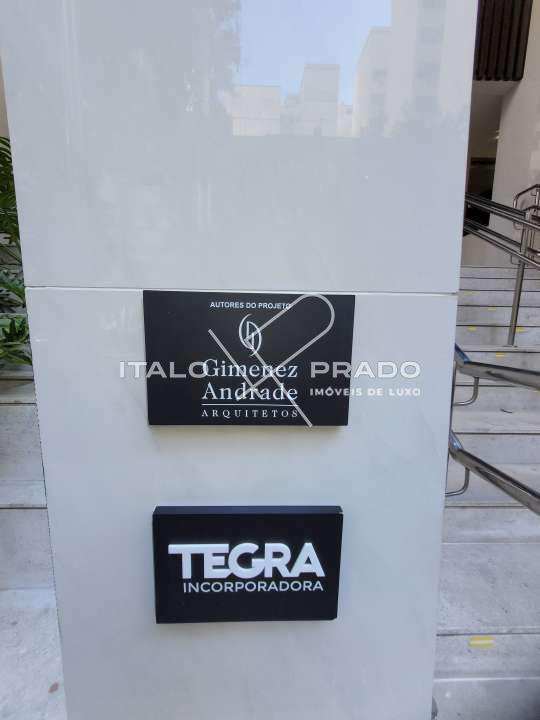 AUTORES DO PROJETO
Gimenez
Andrade
ARQUITETOS
ITALO PRADO
IMÓVEIS DE LUXO
TEGRA
INCORPORADORA